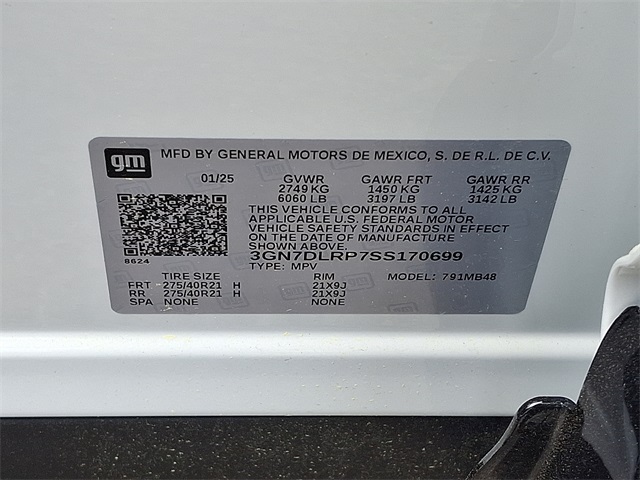 gm MFD BY GENERAL MOTORS DE MEXICO, S. DE R.L. DE C.V.
01/25 GVWR GAWR FRT GAWR RR
2749 KG 1450 KG 1425 KG
6060 LB 3197 LB 3142 LB
THIS VEHICLE CONFORMS TO ALL
APPLICABLE U.S. FEDERAL MOTOR
VEHICLE SAFETY STANDARDS IN EFFECT
ON THE DATE OF MANUFACTURE
SHOWN ABOVE.
8624 3GN7DLRP7SS170699
TYPE: MPV MODEL: 791MB48
TIRE SIZE RIM
FRT 275/40R21 H 21X9J
RR 275/40R21 H 21X9J
SPA NONE NONE